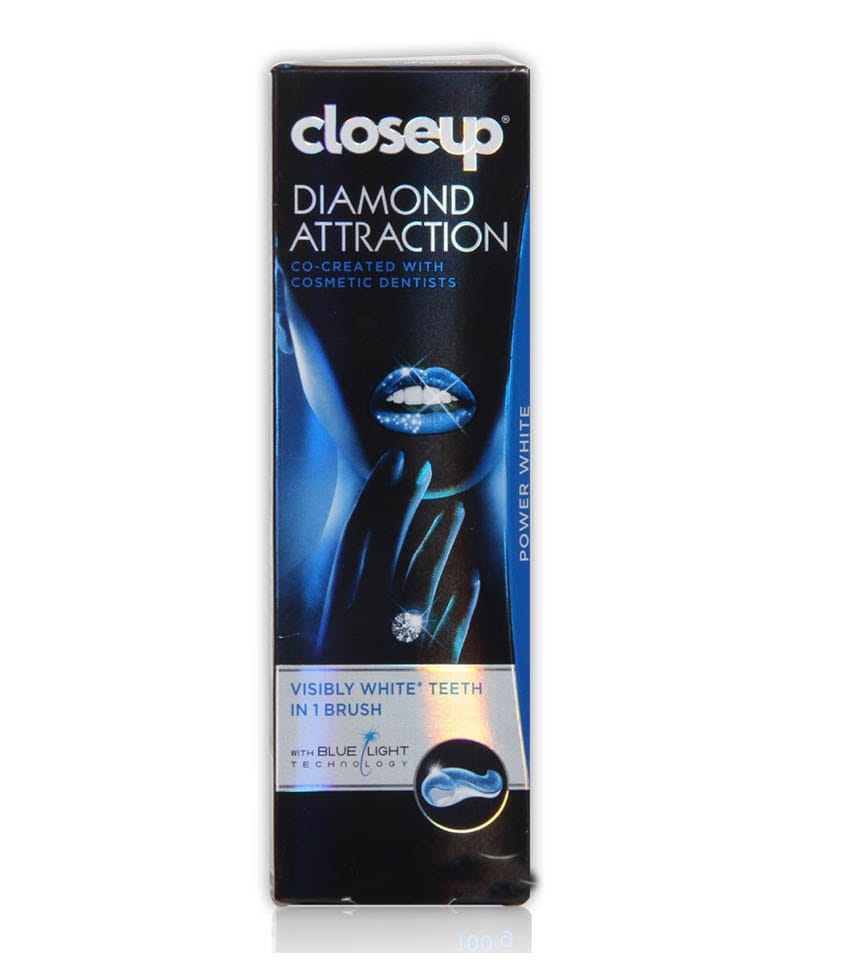 closeup®
DIAMOND
ATTRACTION
CO-CREATED WITH
COSMETIC DENTISTS
POWER WHITE
VISIBLY WHITE* TEETH
IN 1 BRUSH
WITH BLUE LIGHT
TECHNOLOGY
100 g